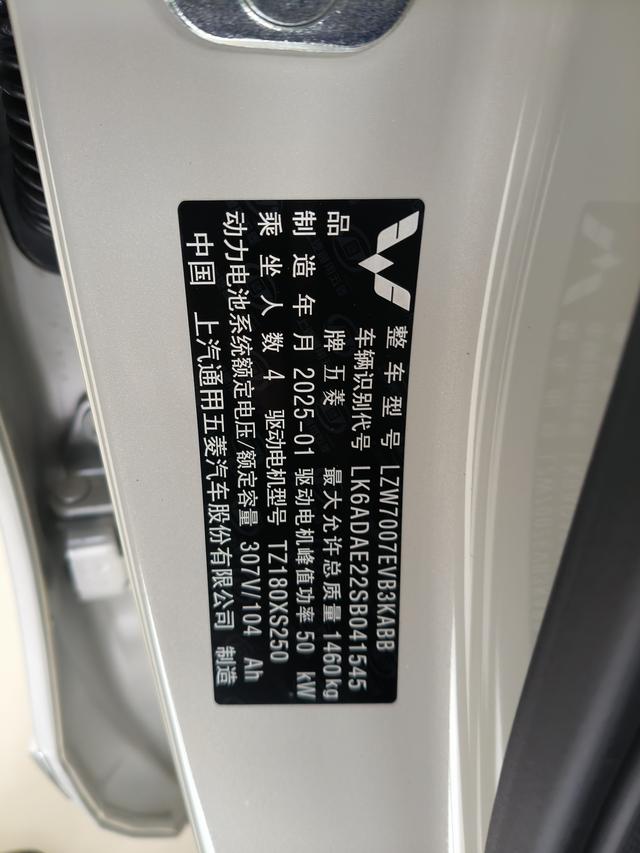 整车型号 LZW7007EVB3KABB
车辆识别代号 LK6ADAE22SB041545
品 牌 五菱 最大允许总质量 1460kg
制造年月 2025-01 驱动电机峰值功率 50 kW
乘坐人数 4 驱动电机型号 TZ180XS250
动力电池系统额定电压/额定容量 307V/104 Ah
中国 上汽通用五菱汽车股份有限公司 制造